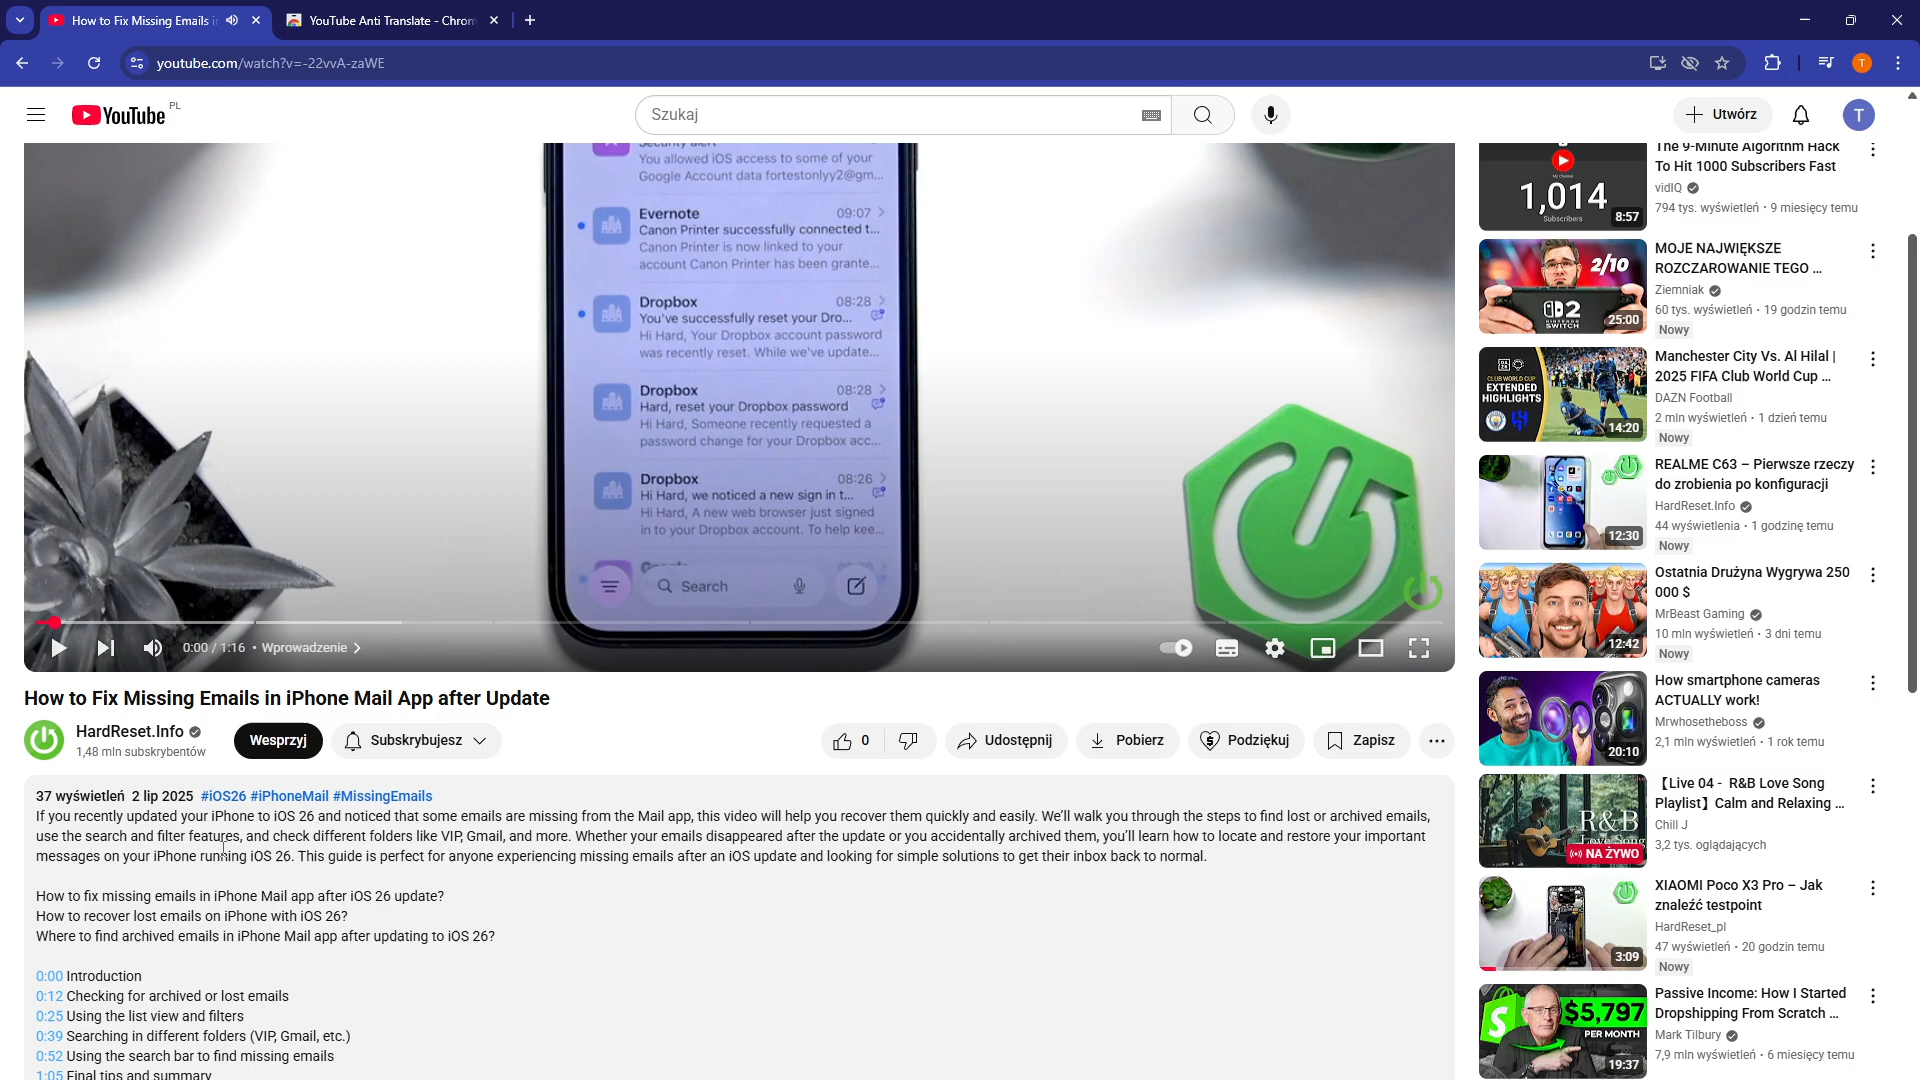 How to Fix Missing Emails in
YouTube Anti Translate - Chrom
youtube.com/watch?v=-22vvA-zaWE
YouTube PL
Szukaj
Utwórz
T
You allowed iOS access to some of your
Google Account data fortestonlyy2@gm...
Evernote 09:07
Canon Printer successfully connected t...
Canon Printer is now linked to your
account Canon Printer has been grante...
Dropbox 08:28
You've successfully reset your Dro...
Hi Hard, Your Dropbox account password
was recently reset. While we've update...
Dropbox 08:28
Hard, reset your Dropbox password
Hi Hard, Someone recently requested a
password change for your Dropbox acc...
Dropbox 08:26
Hi Hard, we noticed a new sign in t...
Hi Hard, A new web browser just signed
in to your Dropbox account. To help kee...
Search
0:00 / 1:16 • Wprowadzenie
How to Fix Missing Emails in iPhone Mail App after Update
HardReset.Info
1,48 mln subskrybentów
Wesprzyj
Subskrybujesz
0
Udostępnij
Pobierz
Podziękuj
Zapisz
37 wyświetleń 2 lip 2025 #iOS26 #iPhoneMail #MissingEmails
If you recently updated your iPhone to iOS 26 and noticed that some emails are missing from the Mail app, this video will help you recover them quickly and easily. We'll walk you through the steps to find lost or archived emails,
use the search and filter features, and check different folders like VIP, Gmail, and more. Whether your emails disappeared after the update or you accidentally archived them, you'll learn how to locate and restore your important
messages on your iPhone running iOS 26. This guide is perfect for anyone experiencing missing emails after an iOS update and looking for simple solutions to get their inbox back to normal.
How to fix missing emails in iPhone Mail app after iOS 26 update?
How to recover lost emails on iPhone with iOS 26?
Where to find archived emails in iPhone Mail app after updating to iOS 26?
0:00 Introduction
0:12 Checking for archived or lost emails
0:25 Using the list view and filters
0:39 Searching in different folders (VIP, Gmail, etc.)
0:52 Using the search bar to find missing emails
1:05 Final tips and summary
1,014
Subscribers
8:57
The 9-Minute Algorithm Hack
To Hit 1000 Subscribers Fast
vidIQ
794 tys. wyświetleń • 9 miesięcy temu
2/10
2
NINTENDO
SWITCH
25:00
MOJE NAJWIĘKSZE
ROZCZAROWANIE TEGO ...
Ziemniak
60 tys. wyświetleń • 19 godzin temu
Nowy
DAZN
CLUB WORLD CUP
EXTENDED
HIGHLIGHTS
14:20
Manchester City Vs. Al Hilal |
2025 FIFA Club World Cup ...
DAZN Football
2 mln wyświetleń • 1 dzień temu
Nowy
12:30
REALME C63 – Pierwsze rzeczy
do zrobienia po konfiguracji
HardReset.Info
44 wyświetlenia • 1 godzinę temu
Nowy
12:42
Ostatnia Drużyna Wygrywa 250
000 $
MrBeast Gaming
10 mln wyświetleń • 3 dni temu
Nowy
20:10
How smartphone cameras
ACTUALLY work!
Mrwhosetheboss
2,1 mln wyświetleń • 1 rok temu
R&B
Love Song
NA ŻYWO
【Live 04 - R&B Love Song
Playlist】Calm and Relaxing ...
Chill J
3,2 tys. oglądających
3:09
XIAOMI Poco X3 Pro – Jak
znaleźć testpoint
HardReset_pl
47 wyświetleń • 20 godzin temu
Nowy
$5,797
PER MONTH
19:37
Passive Income: How I Started
Dropshipping From Scratch ...
Mark Tilbury
7,9 mln wyświetleń • 6 miesięcy temu